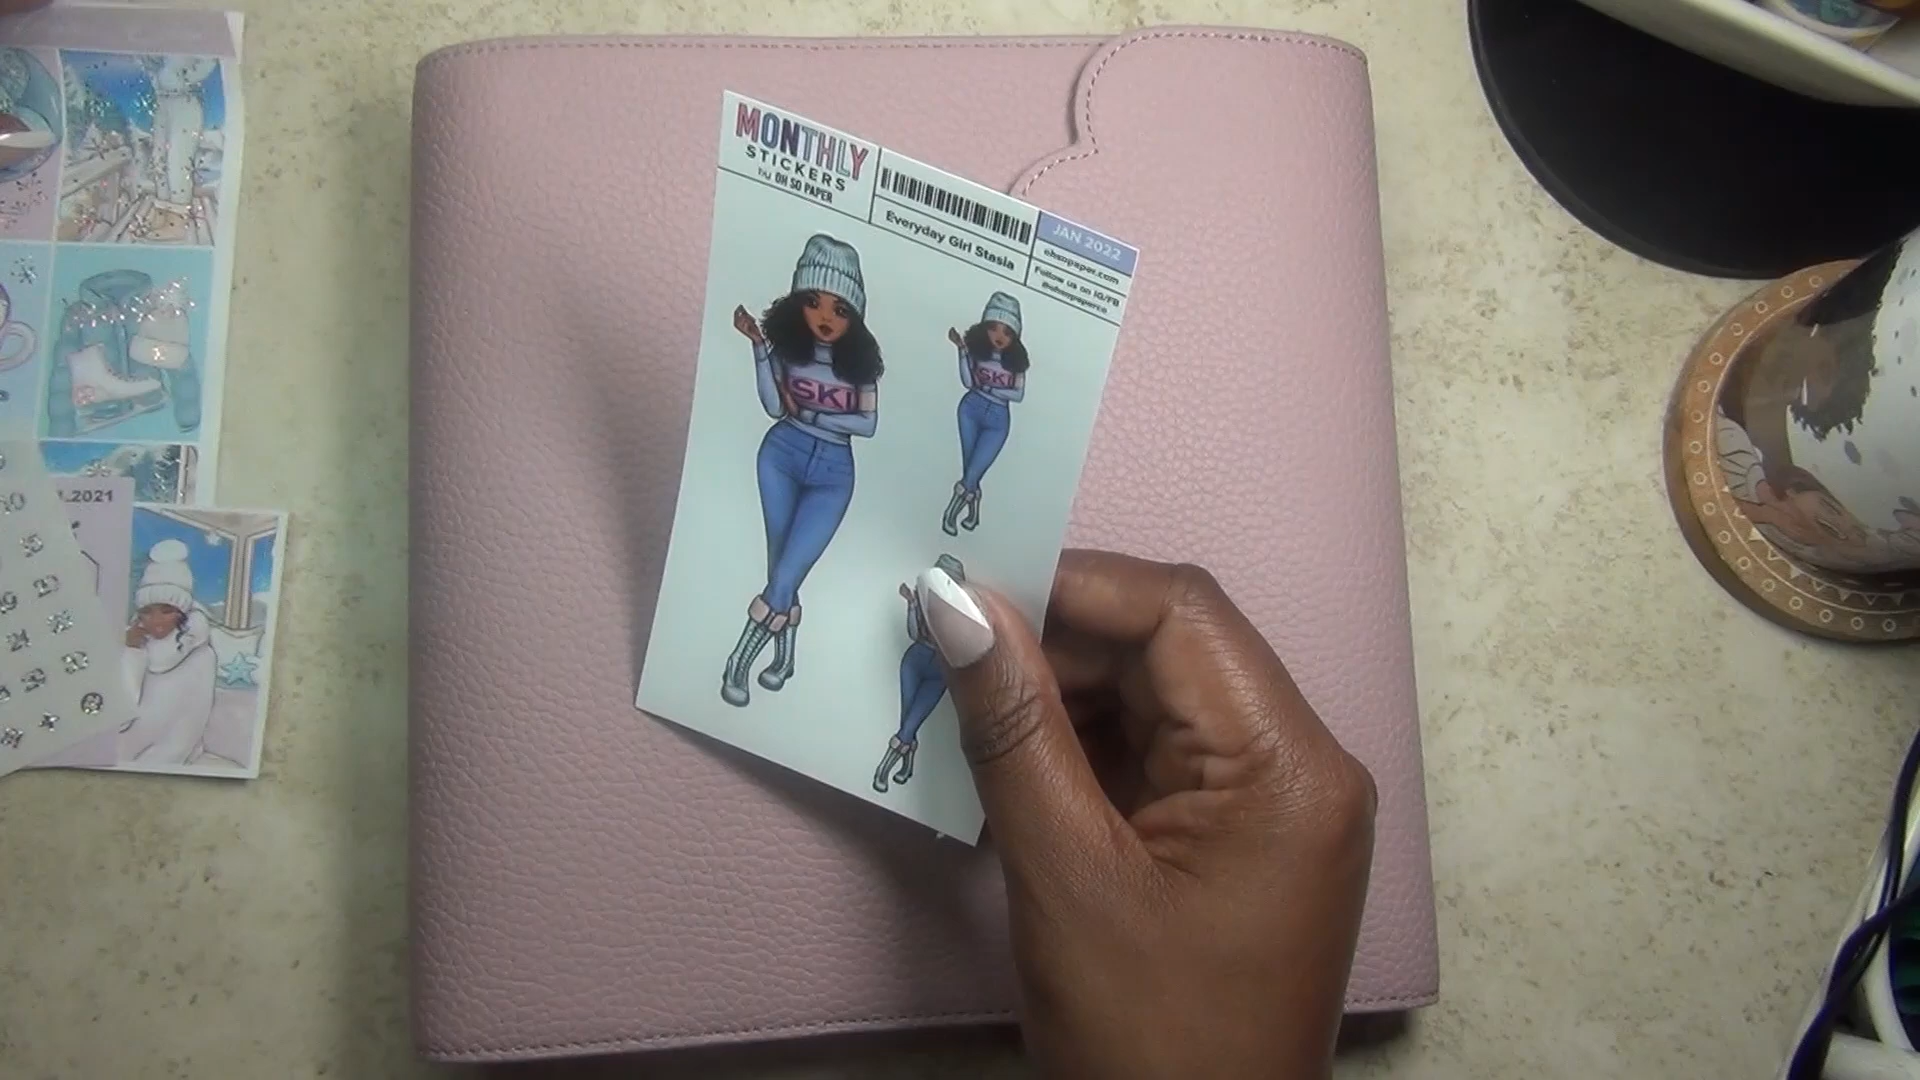 MONTHLY
STICKERS
by OH SO PAPER
Everyday Girl Stasia
JAN 2022
ohsopaper.com
Follow us on IG/FB
@ohsopaperco
SKI
SKI
.2021